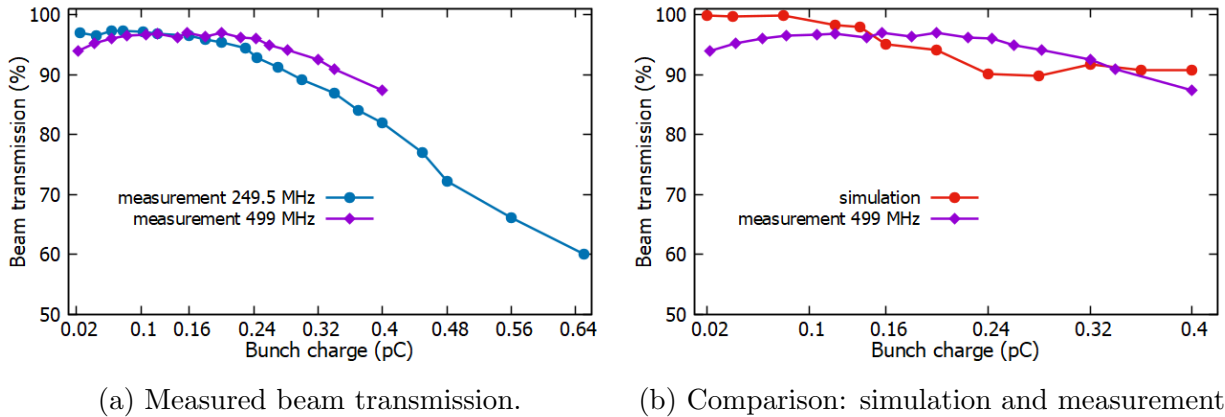 100
90
80
70
60
50
Beam transmission (%)
measurement 249.5 MHz
measurement 499 MHz
0.02 0.1 0.16 0.24 0.32 0.4 0.48 0.56 0.64
Bunch charge (pC)
(a) Measured beam transmission.
100
90
80
70
60
50
Beam transmission (%)
simulation
measurement 499 MHz
0.02 0.1 0.16 0.24 0.32 0.4
Bunch charge (pC)
(b) Comparison: simulation and measurement